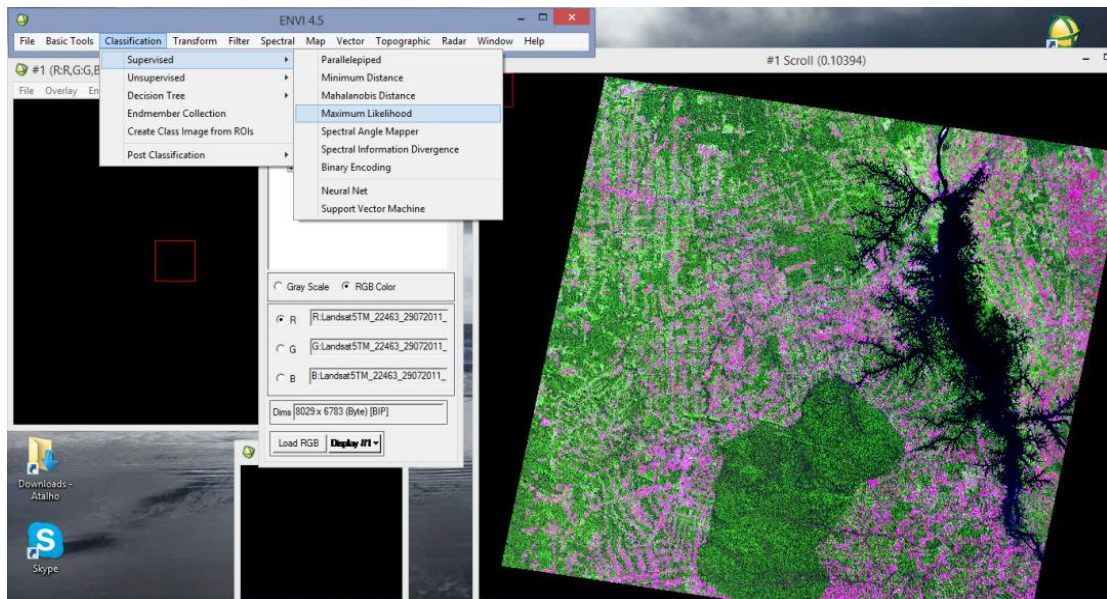 ENVI 4.5
File Basic Tools Classification Transform Filter Spectral Map Vector Topographic Radar Window Help
#1 (R:R,G:G,B
File Overlay En
Supervised
Unsupervised
Decision Tree
Endmember Collection
Create Class Image from ROIs
Post Classification
Parallelepiped
Minimum Distance
Mahalanobis Distance
Maximum Likelihood
Spectral Angle Mapper
Spectral Information Divergence
Binary Encoding
Neural Net
Support Vector Machine
#1 Scroll (0.10394)
Gray Scale RGB Color
R R:Landsat5TM_22463_29072011_
G G:Landsat5TM_22463_29072011_
B B:Landsat5TM_22463_29072011_
Dims 8029 x 6783 (Byte) [BIP]
Load RGB Display #1
Downloads -
Atalho
Skype